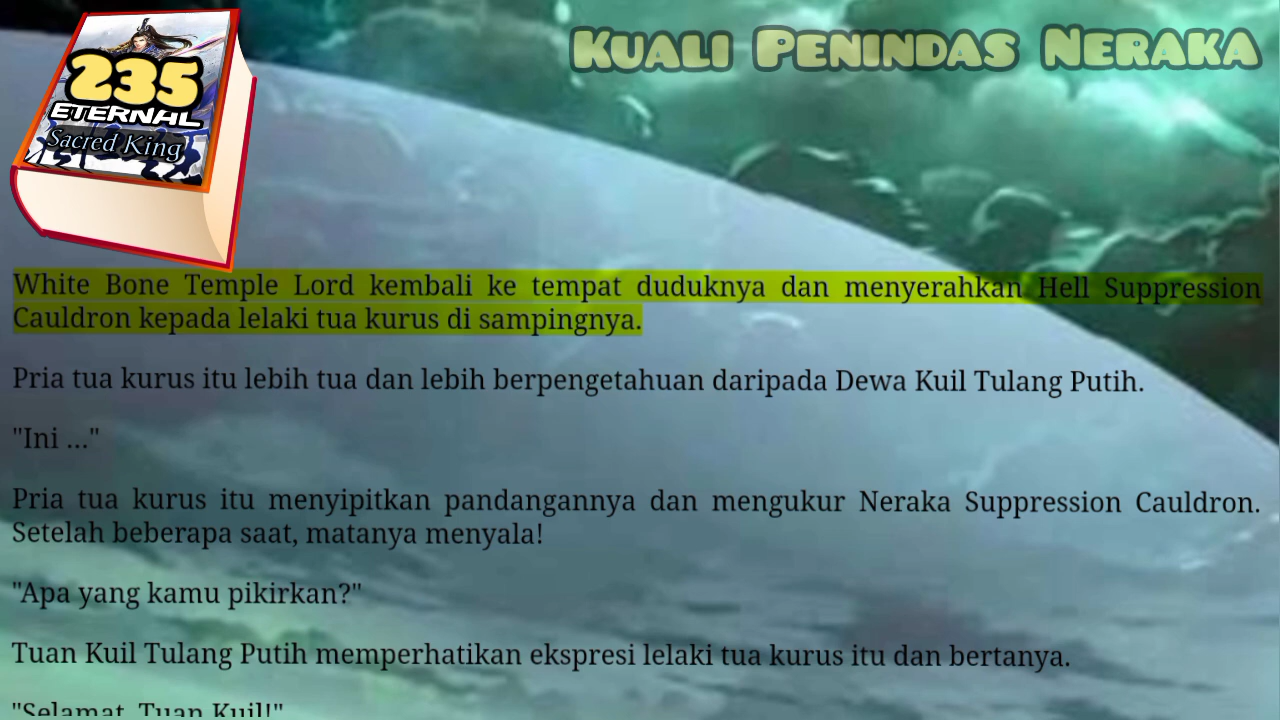 Kuali Penindas Neraka
235
ETERNAL
Sacred King
White Bone Temple Lord kembali ke tempat duduknya dan menyerahkan Hell Suppression
Cauldron kepada lelaki tua kurus di sampingnya.
Pria tua kurus itu lebih tua dan lebih berpengetahuan daripada Dewa Kuil Tulang Putih.
"Ini ..."
Pria tua kurus itu menyipitkan pandangannya dan mengukur Neraka Suppression Cauldron.
Setelah beberapa saat, matanya menyala!
"Apa yang kamu pikirkan?"
Tuan Kuil Tulang Putih memperhatikan ekspresi lelaki tua kurus itu dan bertanya.
"Selamat, Tuan Kuil!"